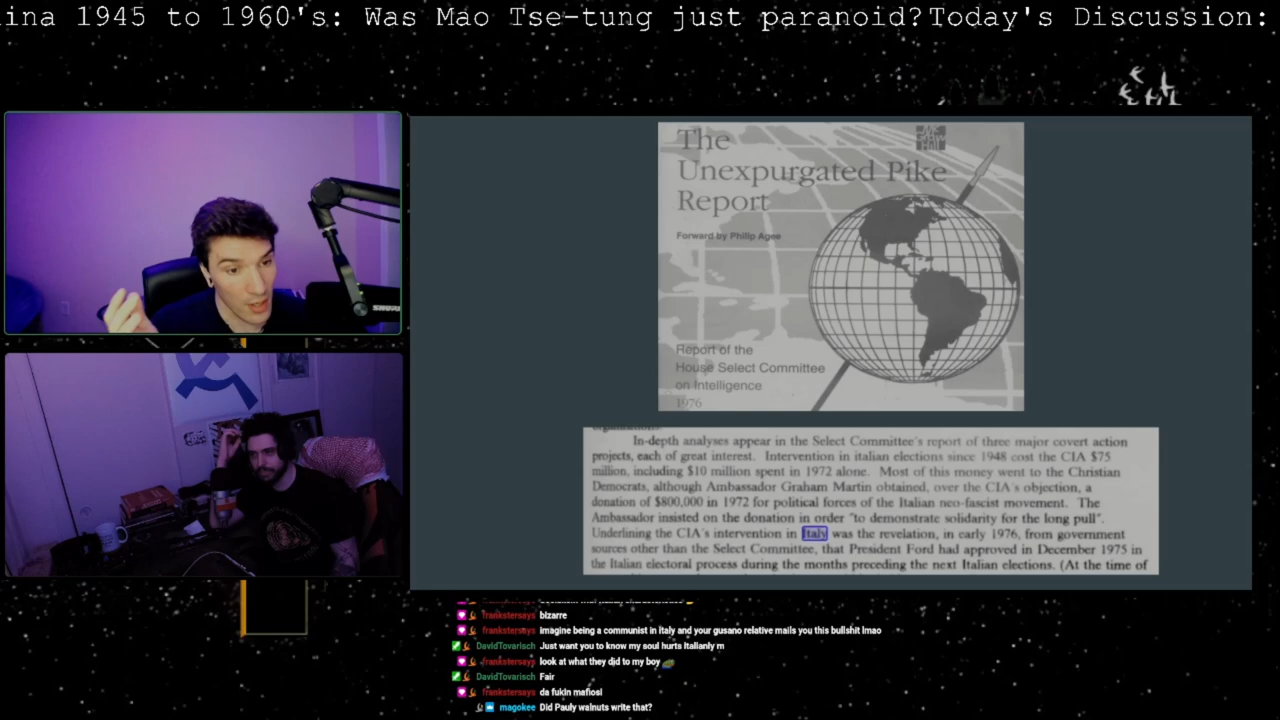 ina 1945 to 1960's: Was Mao Tse-tung just paranoid?Today's Discussion:
The
Unexpurgated Pike
Report
Forward by Philip Agee
Report of the
House Select Committee
on Intelligence
1976
In-depth analyses appear in the Select Committee's report of three major covert action
projects, each of great interest. Intervention in italian elections since 1948 cost the CIA $75
million, including $10 million spent in 1972 alone. Most of this money went to the Christian
Democrats, although Ambassador Graham Martin obtained, over the CIA's objection, a
donation of $800,000 in 1972 for political forces of the Italian neo-fascist movement. The
Ambassador insisted on the donation in order "to demonstrate solidarity for the long pull".
Underlining the CIA's intervention in Italy was the revelation, in early 1976, from government
sources other than the Select Committee, that President Ford had approved in December 1975 in
the Italian electoral process during the months preceding the next Italian elections. (At the time of
frankstersays bizarre
frankstersays imagine being a communist in italy and your gusano relative mails you this bullshit lmao
DavidTovarisch Just want you to know my soul hurts Italianly rn
frankstersays look at what they did to my boy
DavidTovarisch Fair
frankstersays da fukin mafiosi
magokee Did Pauly walnuts write that?